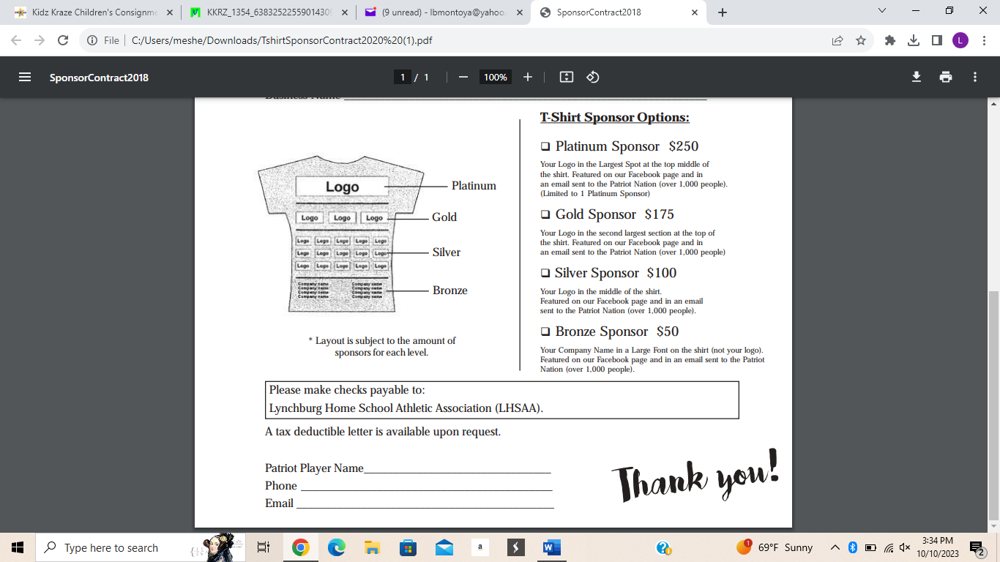 Kidz Kraze Children's Consignme
KKRZ_1354_6383252255901430
(9 unread) - lbmontoya@yahoo.
SponsorContract2018
File
C:/Users/meshe/Downloads/TshirtSponsorContract2020%20(1).pdf
L
SponsorContract2018
1 / 1
100%
Business Name
T-Shirt Sponsor Options:
❏ Platinum Sponsor $250
Your Logo in the Largest Spot at the top middle of
the shirt. Featured on our Facebook page and in
an email sent to the Patriot Nation (over 1,000 people).
(Limited to 1 Platinum Sponsor)
❏ Gold Sponsor $175
Your Logo in the second largest section at the top of
the shirt. Featured on our Facebook page and in
an email sent to the Patriot Nation (over 1,000 people)
❏ Silver Sponsor $100
Your Logo in the middle of the shirt.
Featured on our Facebook page and in an email
sent to the Patriot Nation (over 1,000 people).
❏ Bronze Sponsor $50
Your Company Name in a Large Font on the shirt (not your logo).
Featured on our Facebook page and in an email sent to the Patriot
Nation (over 1,000 people).
Logo
Platinum
Logo Logo Logo
Gold
Logo Logo Logo Logo Logo
Logo Logo Logo Logo Logo
Silver
Logo Logo Logo Logo Logo
Company name Company name
Company name Company name
Company name Company name
Company name Company name
Bronze
* Layout is subject to the amount of
sponsors for each level.
Please make checks payable to:
Lynchburg Home School Athletic Association (LHSAA).
A tax deductible letter is available upon request.
Patriot Player Name
Phone
Email
Thank you!
Type here to search
a
W
1
69°F Sunny
3:34 PM
10/10/2023
2